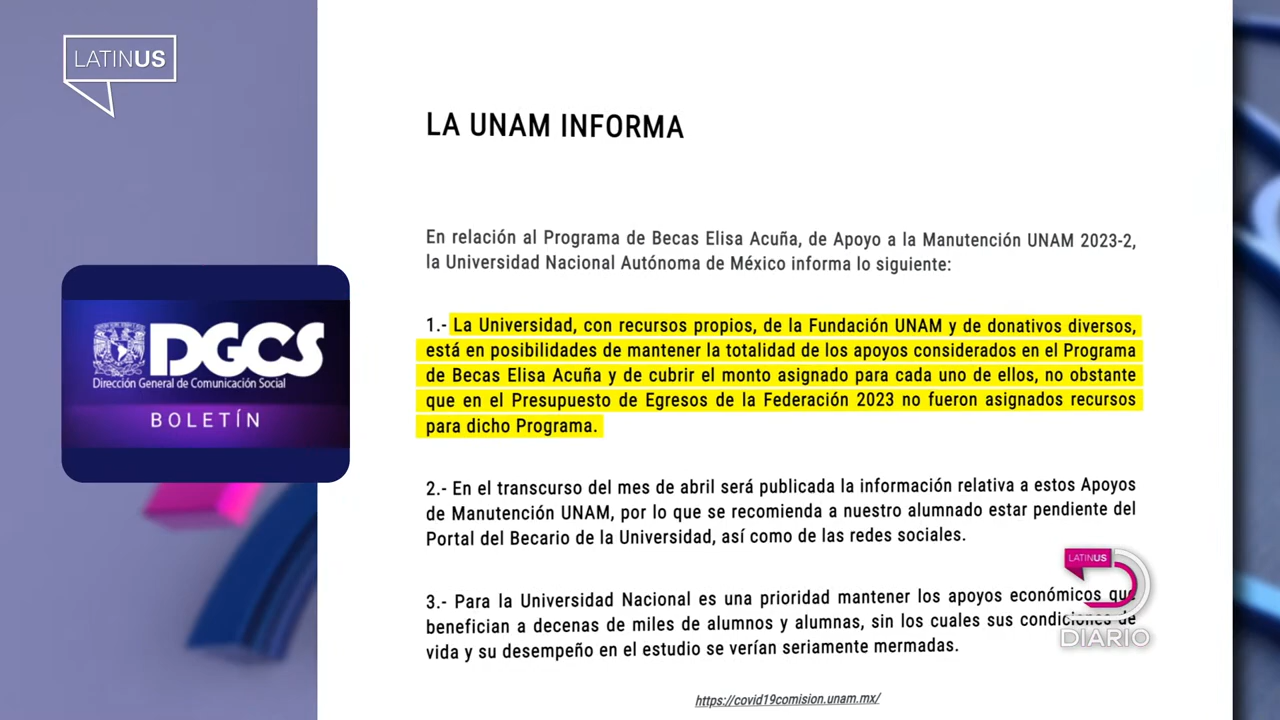 LATINUS
LA UNAM INFORMA
En relación al Programa de Becas Elisa Acuña, de Apoyo a la Manutención UNAM 2023-2,
la Universidad Nacional Autónoma de México informa lo siguiente:
1.- La Universidad, con recursos propios, de la Fundación UNAM y de donativos diversos,
está en posibilidades de mantener la totalidad de los apoyos considerados en el Programa
de Becas Elisa Acuña y de cubrir el monto asignado para cada uno de ellos, no obstante
que en el Presupuesto de Egresos de la Federación 2023 no fueron asignados recursos
para dicho Programa.
DGCS
Dirección General de Comunicación Social
BOLETÍN
2.- En el transcurso del mes de abril será publicada la información relativa a estos Apoyos
de Manutención UNAM, por lo que se recomienda a nuestro alumnado estar pendiente del
Portal del Becario de la Universidad, así como de las redes sociales.
3.- Para la Universidad Nacional es una prioridad mantener los apoyos económicos que
benefician a decenas de miles de alumnos y alumnas, sin los cuales sus condiciones de
vida y su desempeño en el estudio se verían seriamente mermadas.
https://covid19comision.unam.mx/
LATINUS
DIARIO